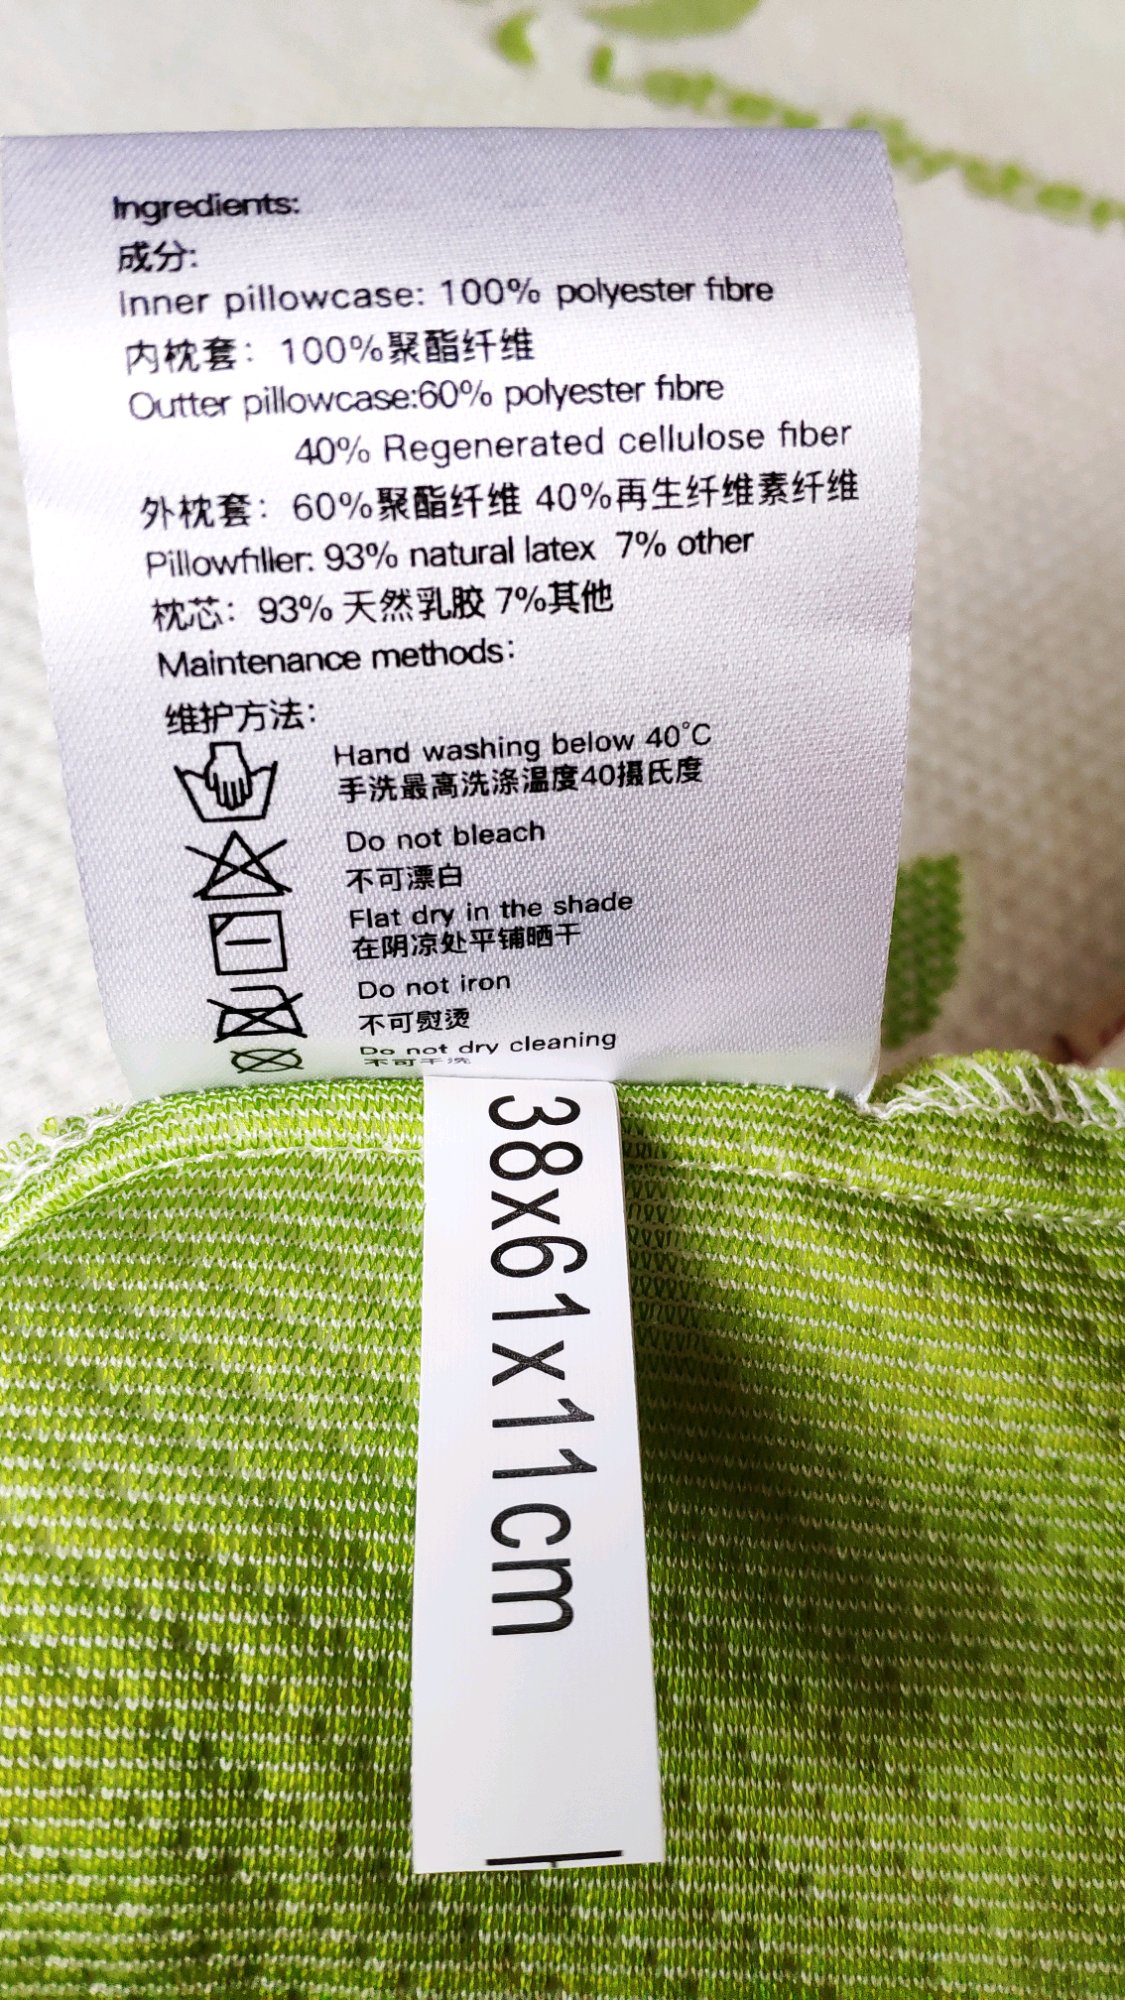 Ingredients:
成分:
Inner pillowcase: 100% polyester fibre
内枕套：100%聚酯纤维
Outter pillowcase:60% polyester fibre
40% Regenerated cellulose fiber
外枕套：60%聚酯纤维 40%再生纤维素纤维
Pillowfiller: 93% natural latex 7% other
枕芯：93% 天然乳胶 7%其他
Maintenance methods:
维护方法:
Hand washing below 40°C
手洗最高洗涤温度40摄氏度
Do not bleach
不可漂白
Flat dry in the shade
在阴凉处平铺晒干
Do not iron
不可熨烫
Do not dry cleaning
不可干洗
38x61x11cm